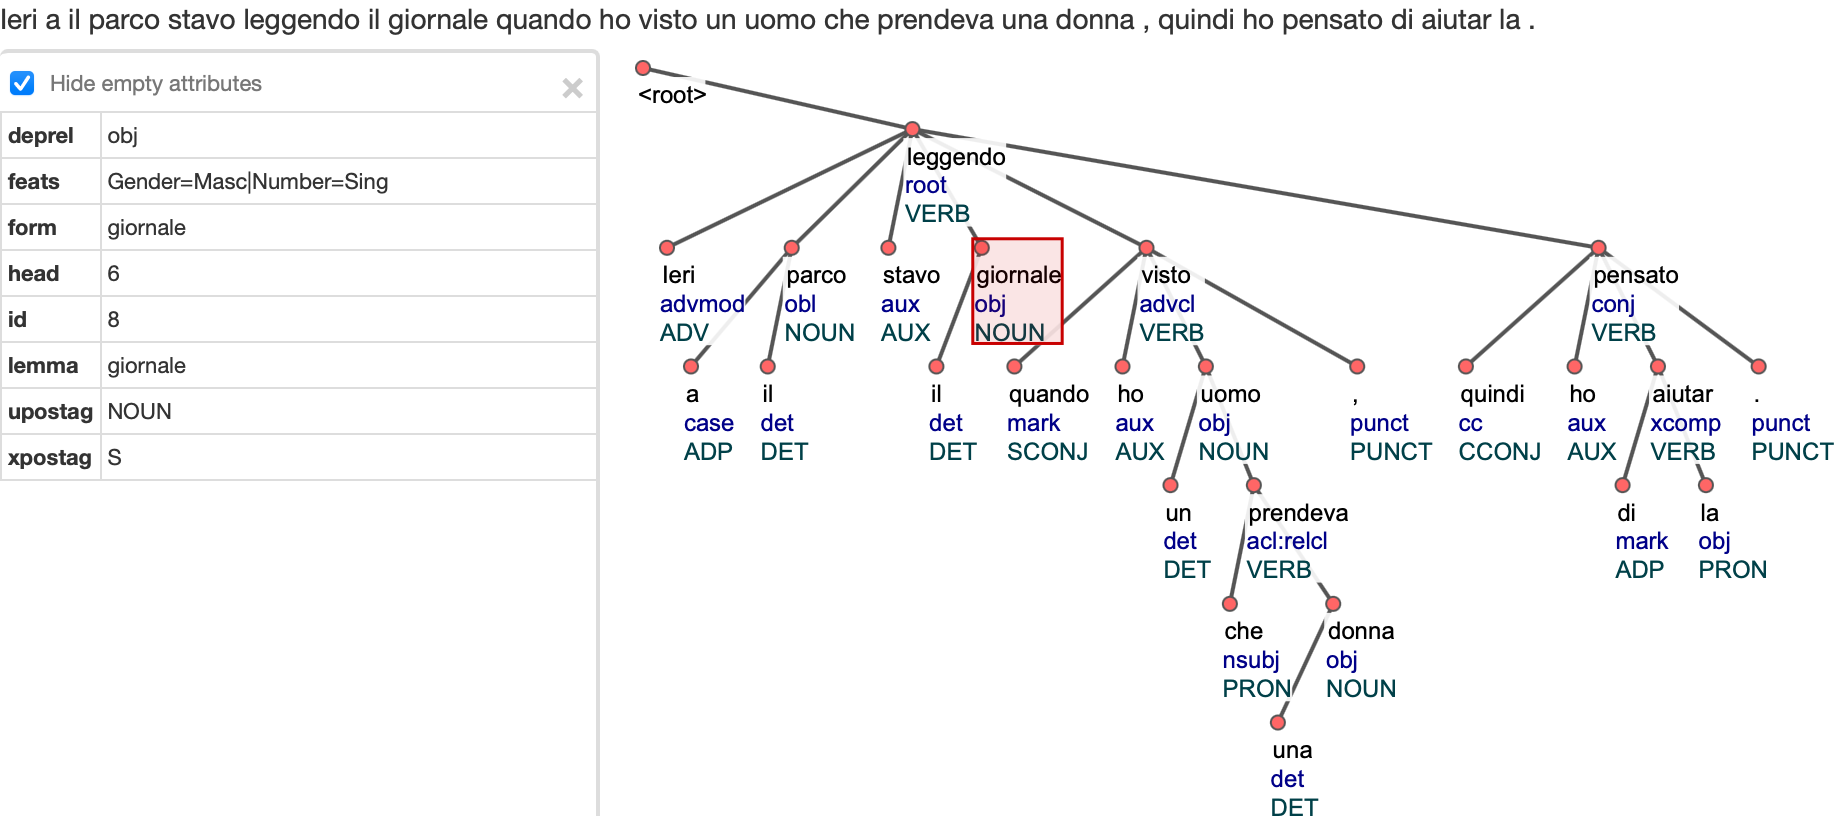 Ieri a il parco stavo leggendo il giornale quando ho visto un uomo che prendeva una donna , quindi ho pensato di aiutar la .
Hide empty attributes
deprel obj
feats Gender=Masc|Number=Sing
form giornale
head 6
id 8
lemma giornale
upostag NOUN
xpostag S
<root>
leggendo
root
VERB
Ieri parco stavo giornale visto pensato
advmod obl aux obj advcl conj
ADV NOUN AUX NOUN VERB VERB
a il il quando ho uomo , quindi ho aiutar .
case det det mark aux obj punct cc aux xcomp punct
ADP DET DET SCONJ AUX NOUN PUNCT CCONJ AUX VERB PUNCT
un prendeva di la
det acl:relcl mark obj
DET VERB ADP PRON
che donna
nsubj obj
PRON NOUN
una
det
DET